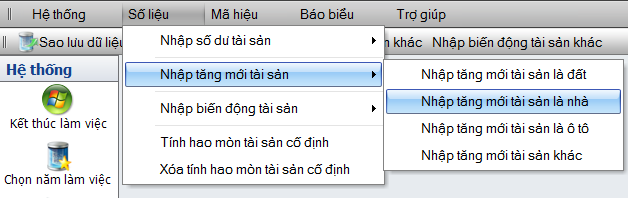 Hệ thống Số liệu Mã hiệu Báo biểu Trợ giúp
Sao lưu dữ liệu khác Nhập biến động tài sản khác
Hệ thống
Kết thúc làm việc
Chọn năm làm việc
Nhập số dư tài sản
Nhập tăng mới tài sản
Nhập biến động tài sản
Tính hao mòn tài sản cố định
Xóa tính hao mòn tài sản cố định
Nhập tăng mới tài sản là đất
Nhập tăng mới tài sản là nhà
Nhập tăng mới tài sản là ô tô
Nhập tăng mới tài sản khác